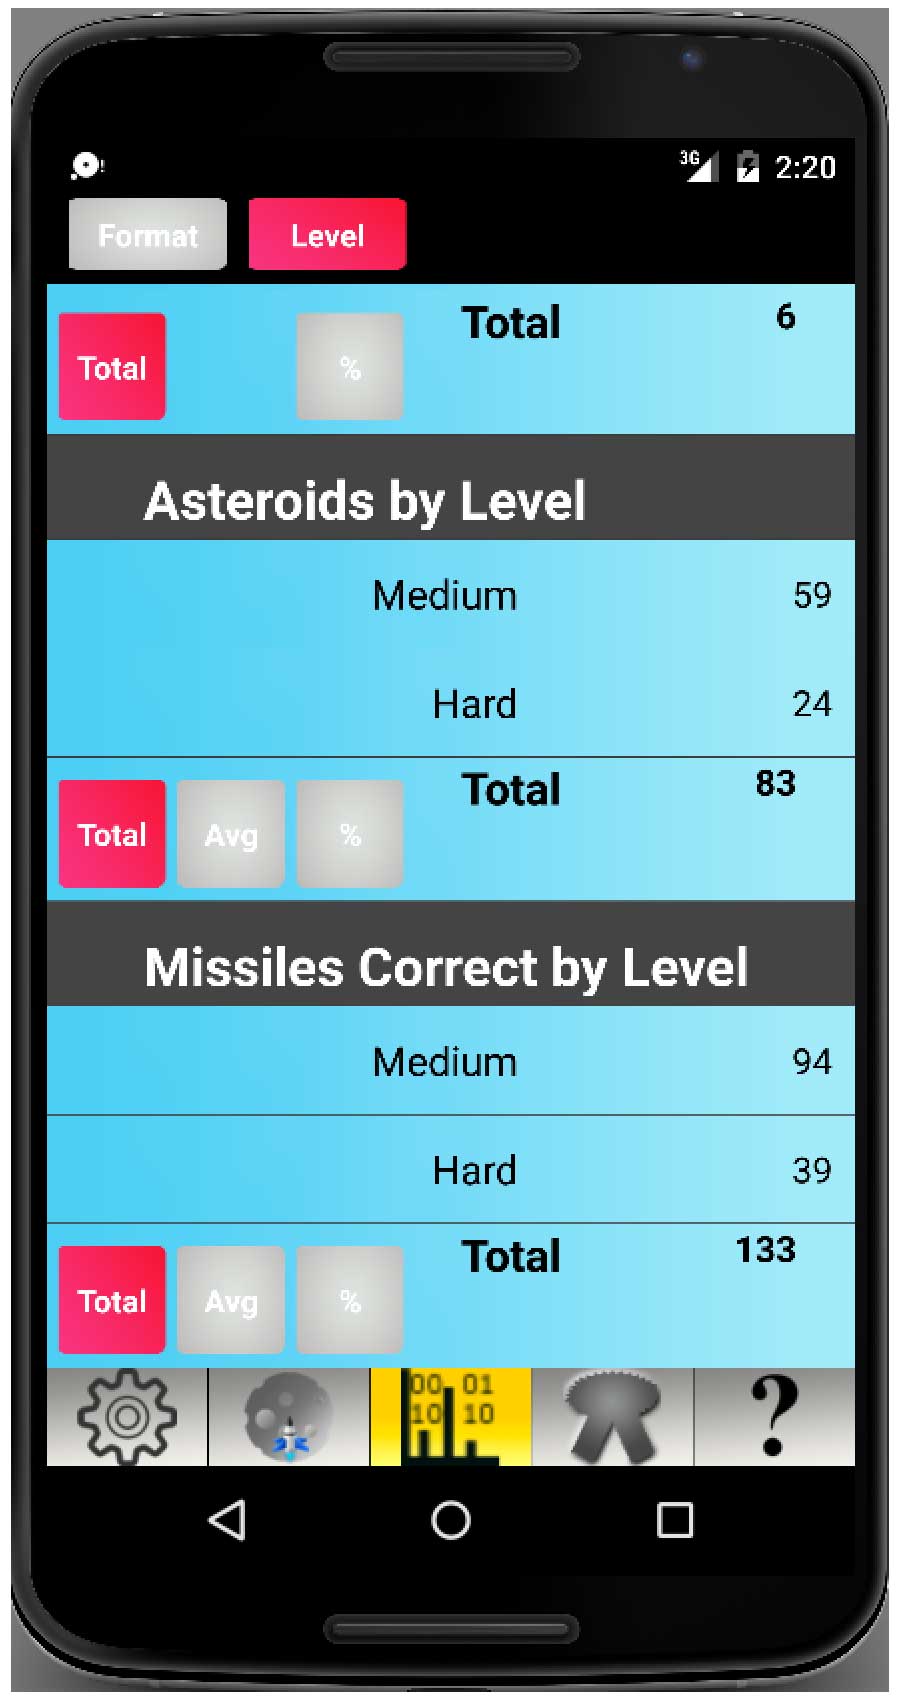 3G 2:20
Format Level
Total 6
Total %
Asteroids by Level
Medium 59
Hard 24
Total 83
Total Avg %
Missiles Correct by Level
Medium 94
Hard 39
Total 133
Total Avg %
00 01
10 10
?